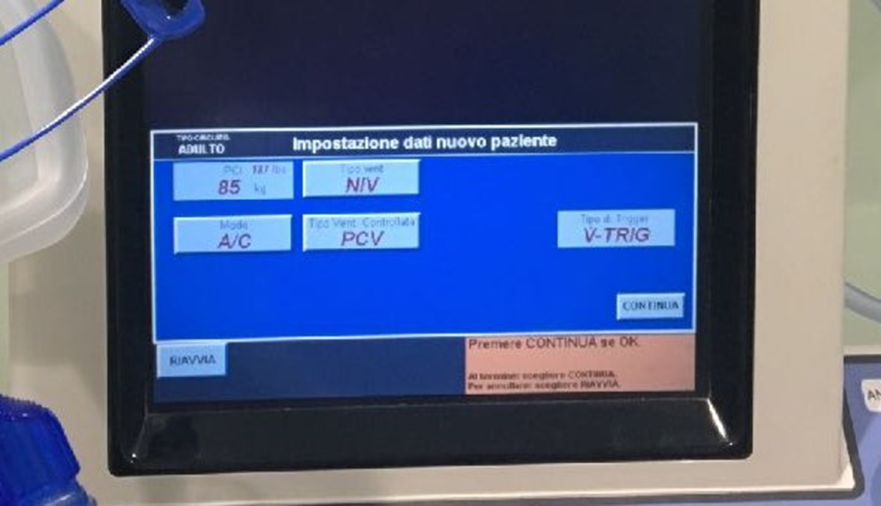 TIPO CIRCUITO:
ADULTO
Impostazione dati nuovo paziente
PCI 187 lbs
85 kg
Tipo vent.
NIV
Modo
A/C
Tipo Vent. Controllata
PCV
Tipo di Trigger
V-TRIG
CONTINUA
RIAVVIA
Premere CONTINUA se OK.
Al termine: scegliere CONTINUA.
Per annullare: scegliere RIAVVIA.
AN